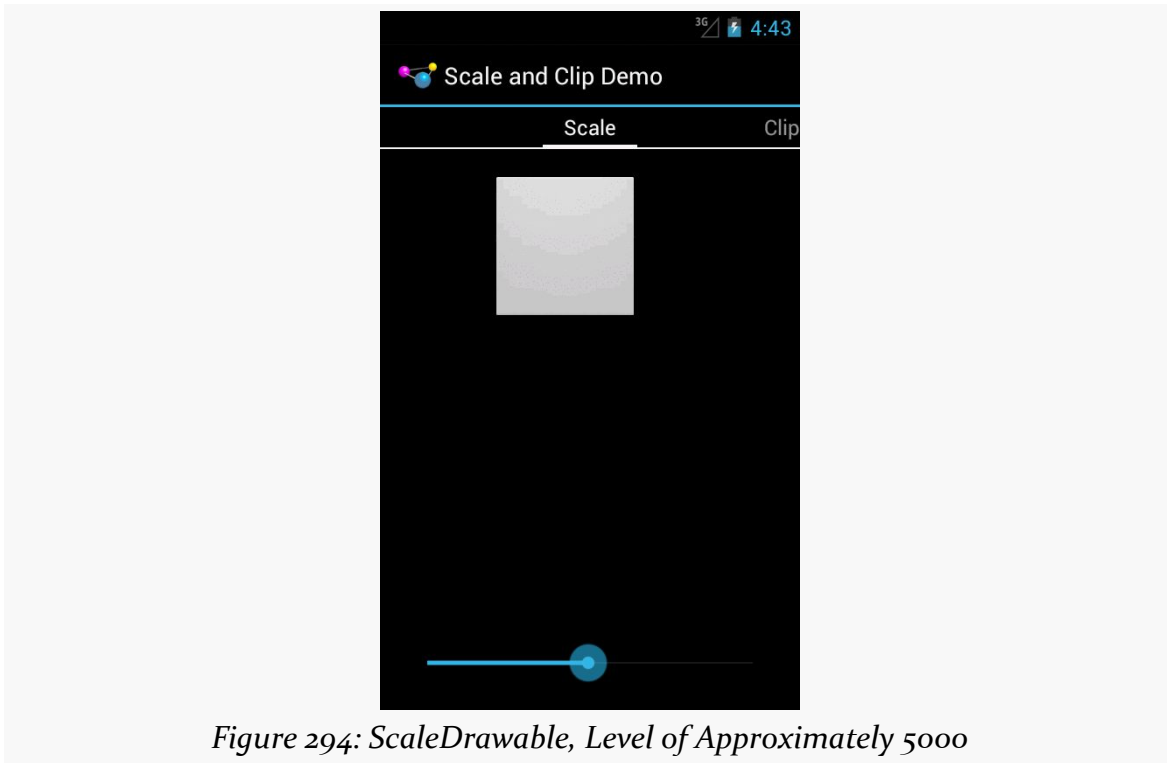 3G 4:43
Scale and Clip Demo
Scale Clip
Figure 294: ScaleDrawable, Level of Approximately 5000